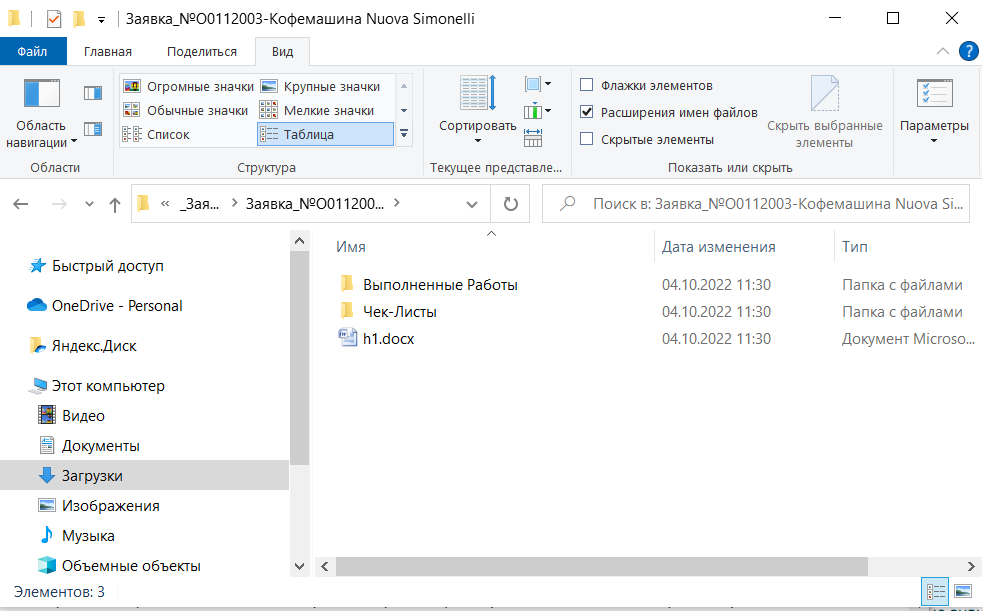 Заявка_№О0112003-Кофемашина Nuova Simonelli
Файл Главная Поделиться Вид
Область навигации
Области
Огромные значки Крупные значки
Обычные значки Мелкие значки
Список Таблица
Структура
Сортировать
Текущее представле...
Флажки элементов
Расширения имен файлов
Скрытые элементы
Скрыть выбранные элементы
Показать или скрыть
Параметры
« _Зая... Заявка_№О011200...
Поиск в: Заявка_№О0112003-Кофемашина Nuova Si...
Быстрый доступ
OneDrive - Personal
Яндекс.Диск
Этот компьютер
Видео
Документы
Загрузки
Изображения
Музыка
Объемные объекты
Имя Дата изменения Тип
Выполненные Работы 04.10.2022 11:30 Папка с файлами
Чек-Листы 04.10.2022 11:30 Папка с файлами
h1.docx 04.10.2022 11:30 Документ Microso...
Элементов: 3